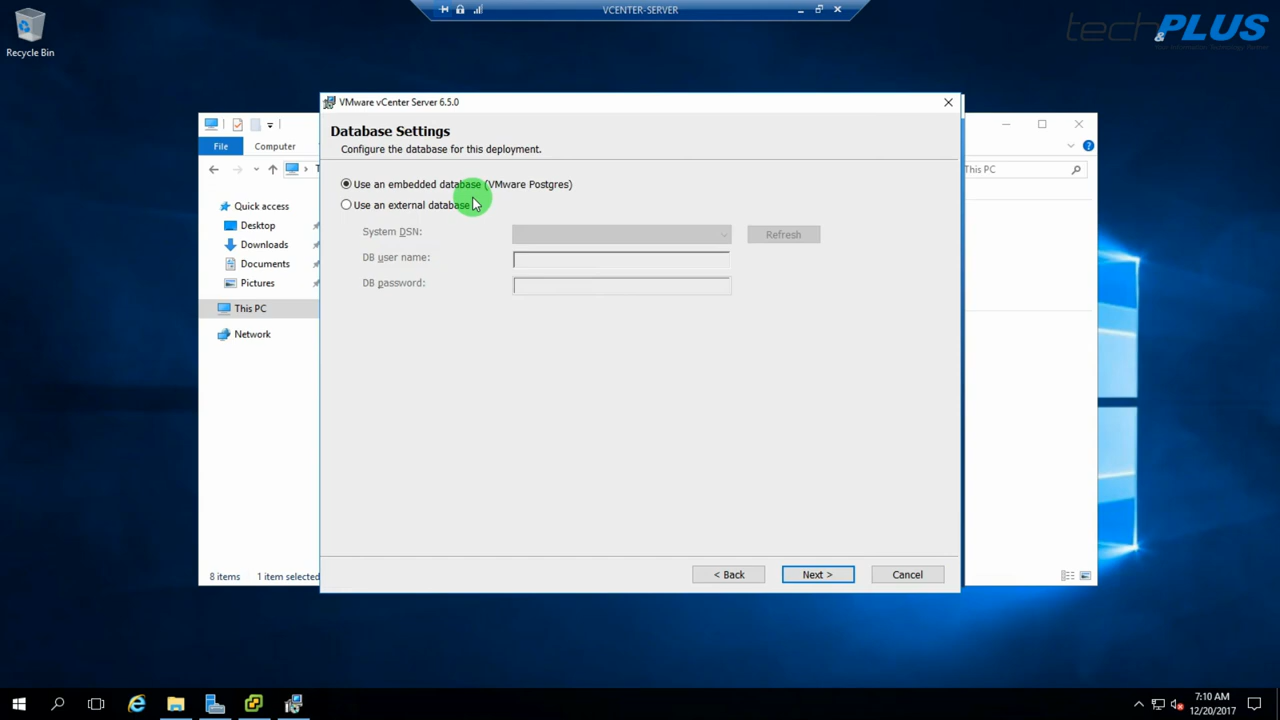 VCENTER-SERVER
tech&PLUS
Recycle Bin
VMware vCenter Server 6.5.0
Database Settings
Configure the database for this deployment.
File
Computer
This PC
Use an embedded database (VMware Postgres)
Use an external database
Quick access
System DSN:
Refresh
Desktop
Downloads
DB user name:
Documents
Pictures
DB password:
This PC
Network
8 items
1 item selected
< Back
Next >
Cancel
7:10 AM
12/20/2017